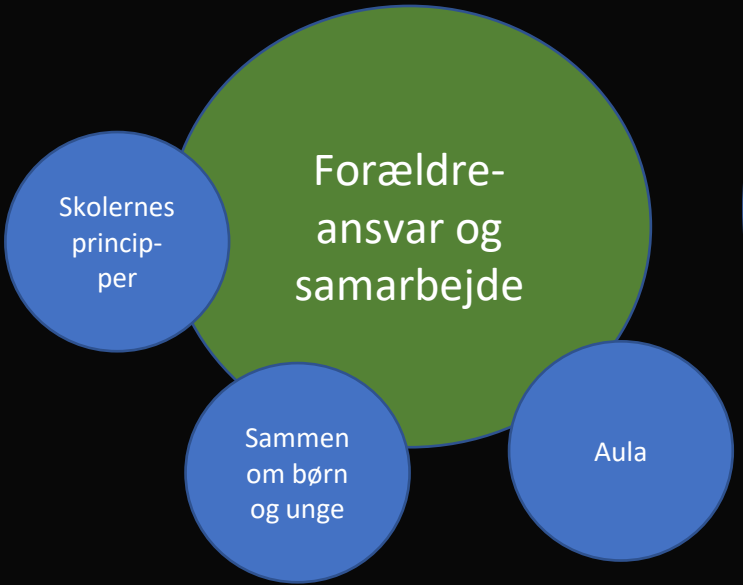 Forældre-
ansvar og
samarbejde
Skolernes
princip-
per
Sammen
om børn
og unge
Aula